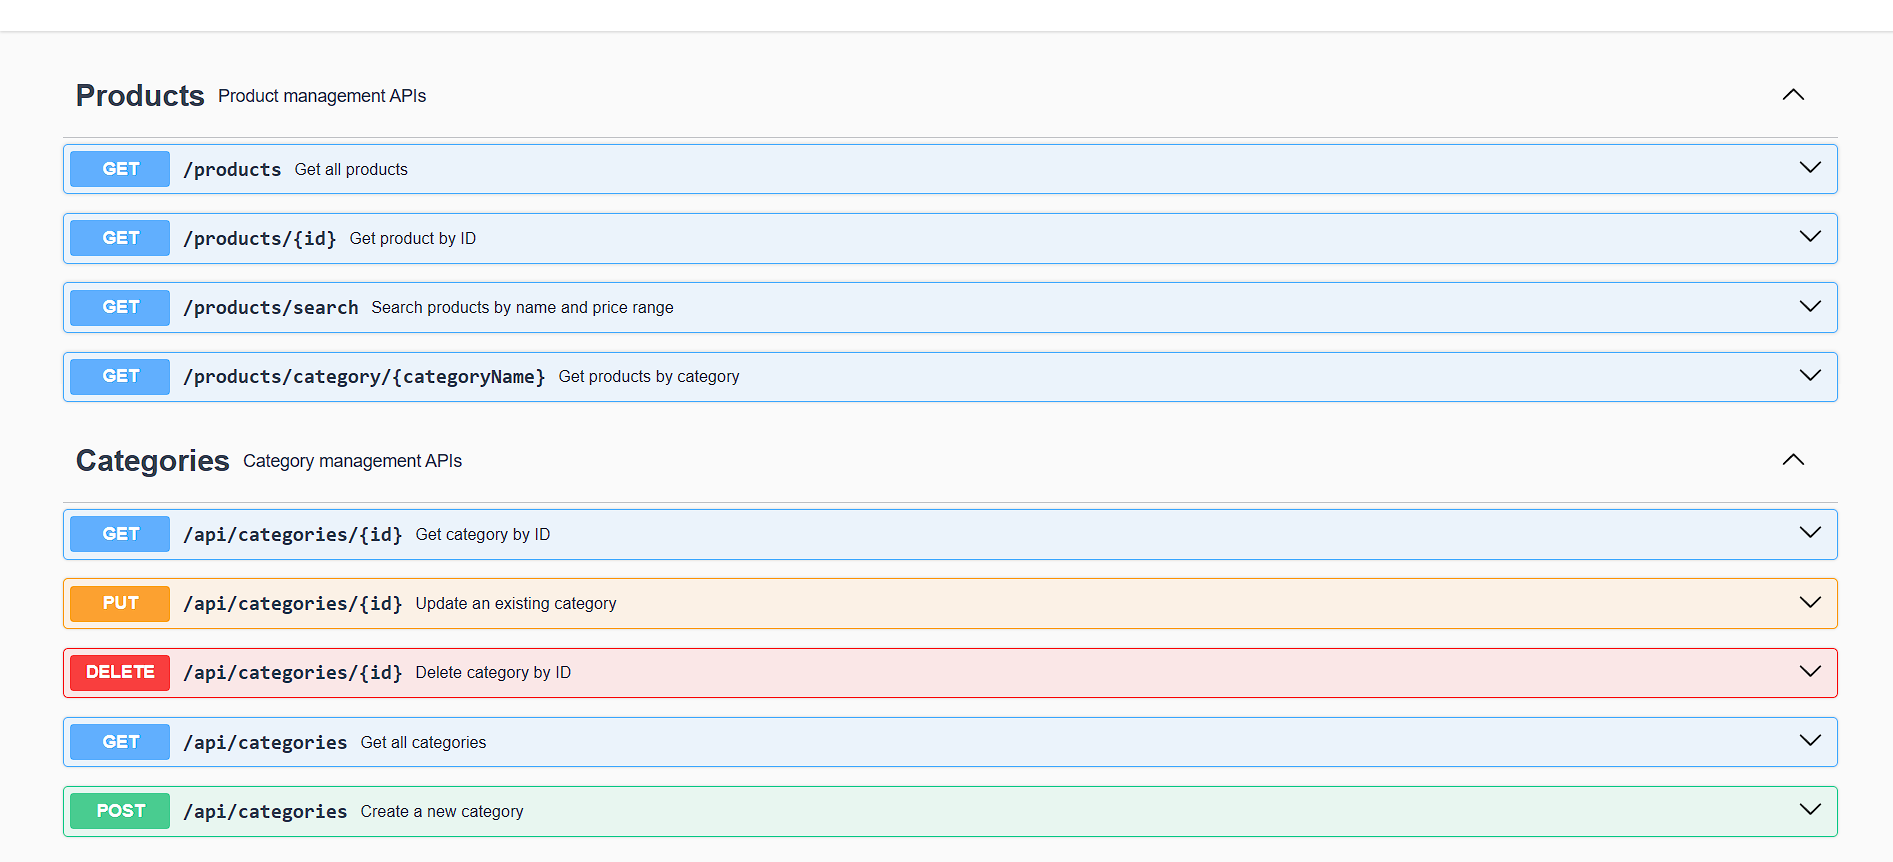 Products Product management APIs
GET /products Get all products
GET /products/{id} Get product by ID
GET /products/search Search products by name and price range
GET /products/category/{categoryName} Get products by category
Categories Category management APIs
GET /api/categories/{id} Get category by ID
PUT /api/categories/{id} Update an existing category
DELETE /api/categories/{id} Delete category by ID
GET /api/categories Get all categories
POST /api/categories Create a new category